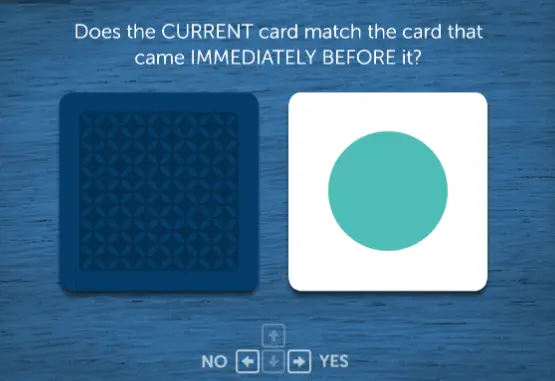 Does the CURRENT card match the card that
came IMMEDIATELY BEFORE it?
NO YES